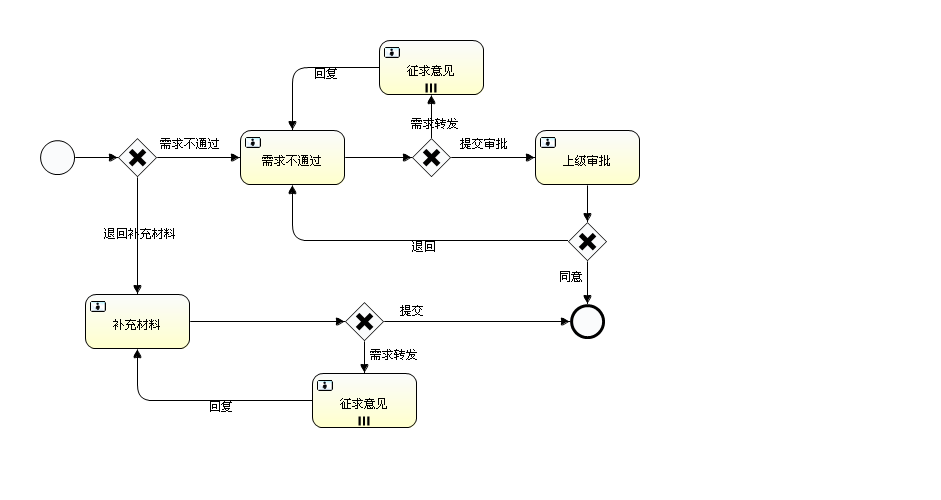 征求意见
回复
需求转发
需求不通过
提交审批
需求不通过
上级审批
退回补充材料
退回
同意
提交
补充材料
需求转发
征求意见
回复